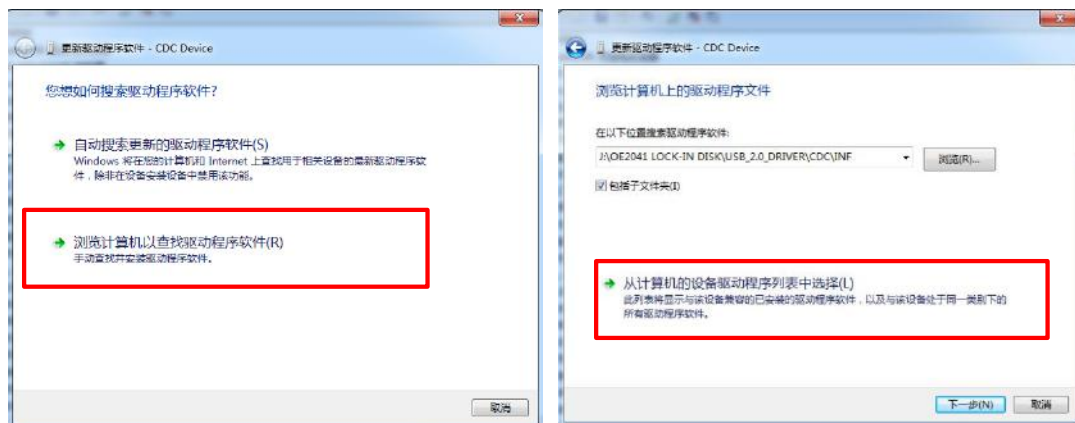 更新驱动程序软件 - CDC Device
您想如何搜索驱动程序软件?
自动搜索更新的驱动程序软件(S)
Windows 将在您的计算机和 Internet 上查找用于相关设备的最新驱动程序软
件，除非在设备安装设置中禁用该功能。
浏览计算机以查找驱动程序软件(R)
手动查找并安装驱动程序软件。
取消
更新驱动程序软件 - CDC Device
浏览计算机上的驱动程序文件
在以下位置搜索驱动程序软件:
J:\OE2041 LOCK-IN DISK\USB_2.0_DRIVER\CDC\INF
浏览(R)...
包括子文件夹(I)
从计算机的设备驱动程序列表中选择(L)
此列表将显示与该设备兼容的已安装的驱动程序软件，以及与该设备处于同一类别下的
所有驱动程序软件。
下一步(N)
取消